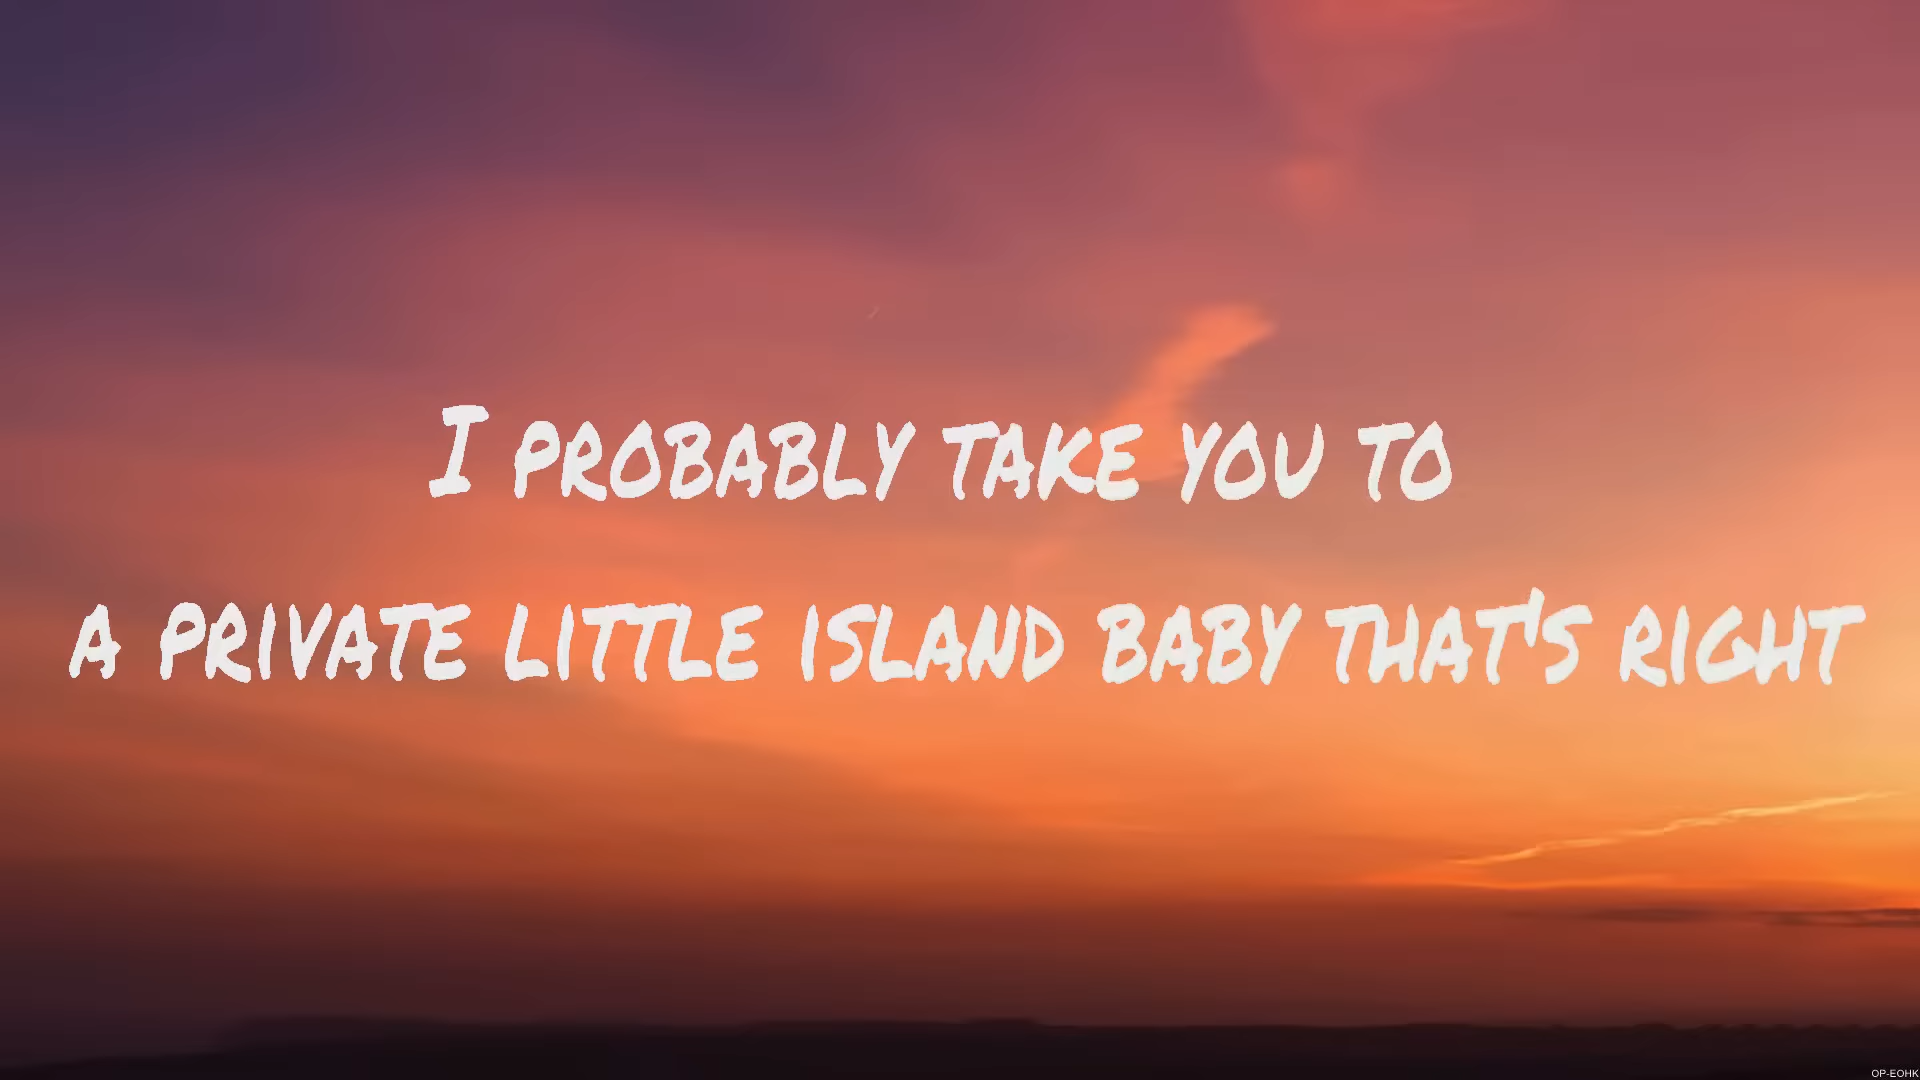 I PROBABLY TAKE YOU TO
A PRIVATE LITTLE ISLAND BABY THAT'S RIGHT
OP-EOHK